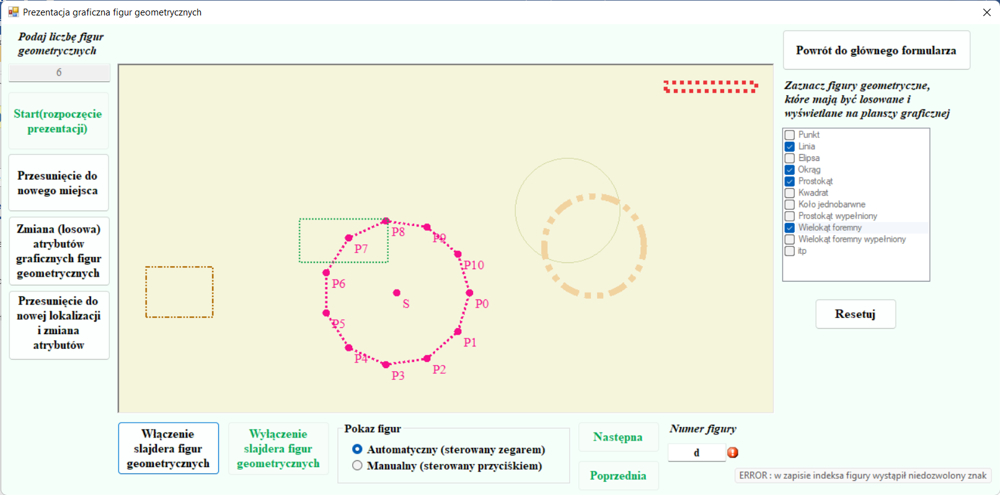 Prezentacja graficzna figur geometrycznych
Podaj liczbę figur
geometrycznych
6
Start(rozpoczęcie
prezentacji)
Przesunięcie do
nowego miejsca
Zmiana (losowa)
atrybutów
graficznych figur
geometrycznych
Przesunięcie do
nowej lokalizacji
i zmiana
atrybutów
P8
P9
P7
P10
P6
S
P0
P5
P1
P4
P2
P3
Powrót do głównego formularza
Zaznacz figury geometryczne,
które mają być losowane i
wyświetlane na planszy graficznej
Punkt
Linia
Elipsa
Okrąg
Prostokąt
Kwadrat
Koło jednobarwne
Prostokąt wypełniony
Wielokąt foremny
Wielokąt foremny wypełniony
itp
Resetuj
Włączenie
slajdera figur
geometrycznych
Wyłączenie
slajdera figur
geometrycznych
Pokaz figur
Automatyczny (sterowany zegarem)
Manualny (sterowany przyciśkiem)
Następna
Poprzednia
Numer figury
d
ERROR : w zapisie indeksa figury wystąpił niedozwolony znak